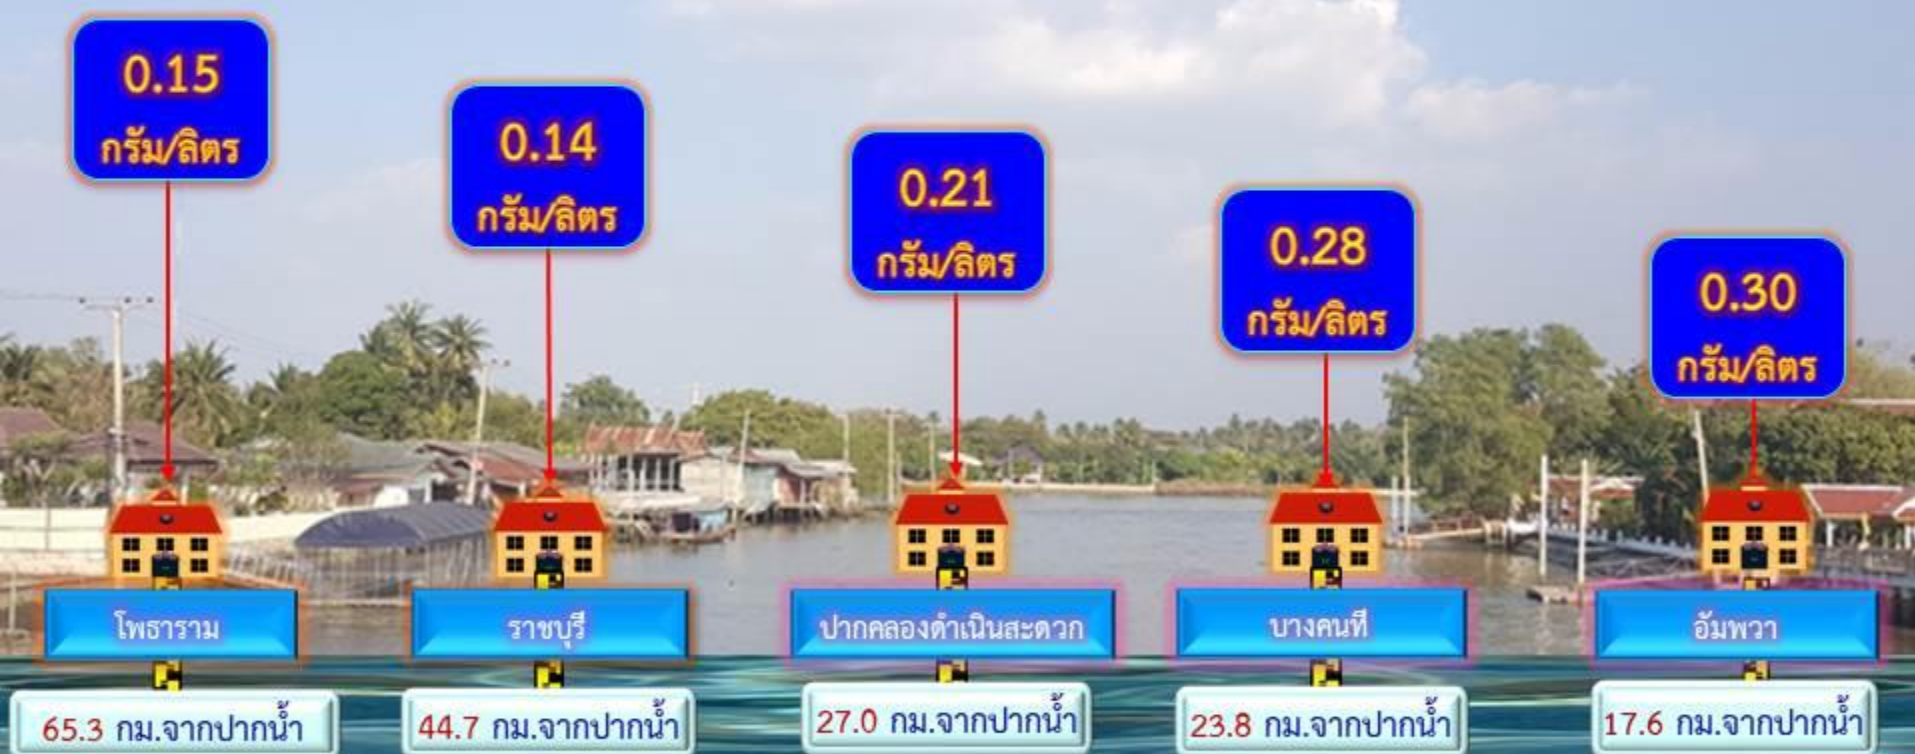 0.15
กรัม/ลิตร
0.14
กรัม/ลิตร
0.21
กรัม/ลิตร
0.28
กรัม/ลิตร
0.30
กรัม/ลิตร
โพธาราม
ราชบุรี
ปากคลองดำเนินสะดวก
บางคนที
อัมพวา
65.3 กม.จากปากน้ำ
44.7 กม.จากปากน้ำ
27.0 กม.จากปากน้ำ
23.8 กม.จากปากน้ำ
17.6 กม.จากปากน้ำ